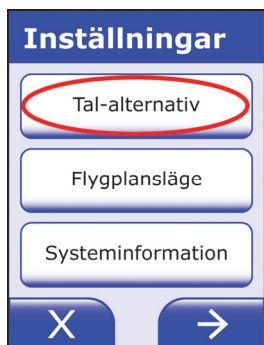 Inställningar
Tal-alternativ
Flygplansläge
Systeminformation
X →